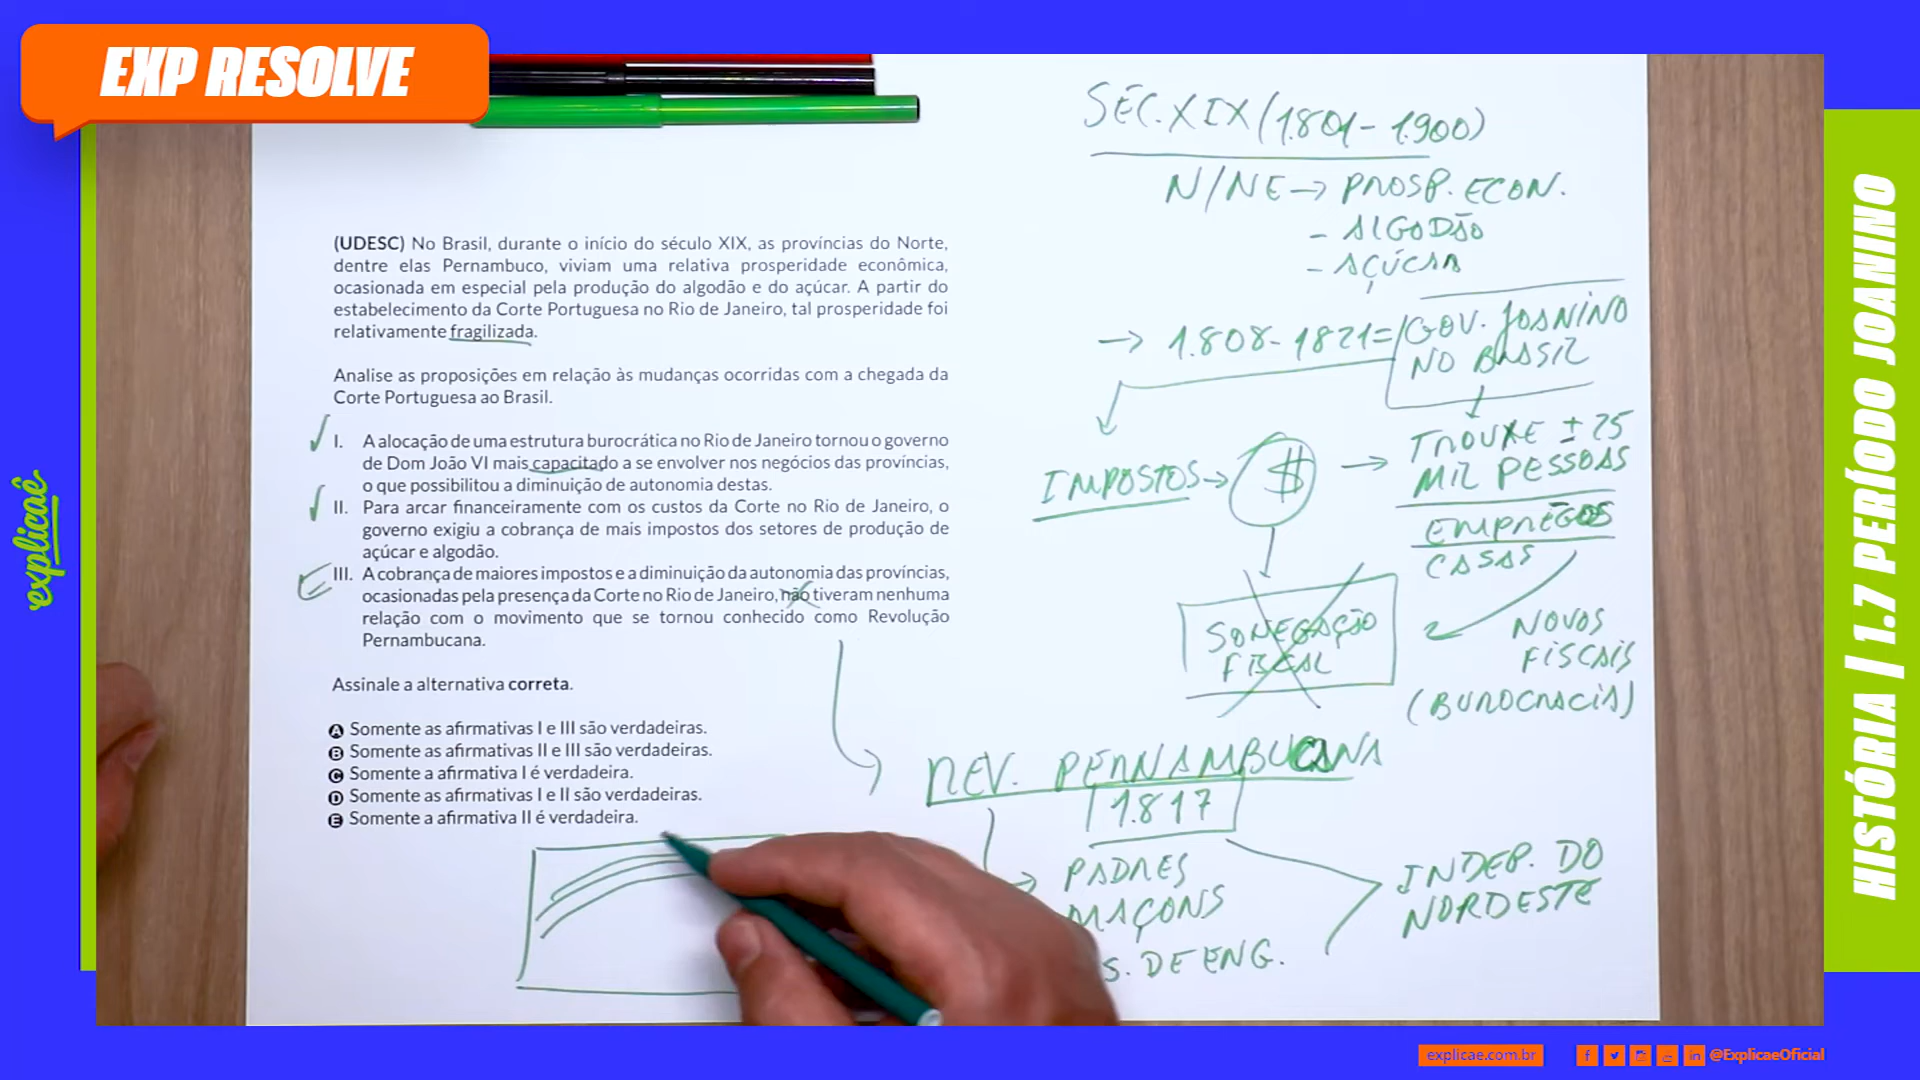 EXP RESOLVE
(UDESC) No Brasil, durante o início do século XIX, as províncias do Norte,
dentre elas Pernambuco, viviam uma relativa prosperidade econômica,
ocasionada em especial pela produção do algodão e do açúcar. A partir do
estabelecimento da Corte Portuguesa no Rio de Janeiro, tal prosperidade foi
relativamente fragilizada.
Analise as proposições em relação às mudanças ocorridas com a chegada da
Corte Portuguesa ao Brasil.
I. A alocação de uma estrutura burocrática no Rio de Janeiro tornou o governo
de Dom João VI mais capacitado a se envolver nos negócios das províncias,
o que possibilitou a diminuição de autonomia destas.
II. Para arcar financeiramente com os custos da Corte no Rio de Janeiro, o
governo exigiu a cobrança de mais impostos dos setores de produção de
açúcar e algodão.
III. A cobrança de maiores impostos e a diminuição da autonomia das províncias,
ocasionadas pela presença da Corte no Rio de Janeiro, não tiveram nenhuma
relação com o movimento que se tornou conhecido como Revolução
Pernambucana.
Assinale a alternativa correta.
A Somente as afirmativas I e III são verdadeiras.
B Somente as afirmativas II e III são verdadeiras.
C Somente a afirmativa I é verdadeira.
D Somente as afirmativas I e II são verdadeiras.
E Somente a afirmativa II é verdadeira.
SÉC. XIX (1.801 - 1.900)
N/NE → PROSP. ECON.
- ALGODÃO
- AÇÚCAR
→ 1.808 - 1821 = GOV. JOANINO
NO BRASIL
IMPOSTOS → $ → TROUXE ± 15
MIL PESSOAS
EMPREGOS
CASAS
SONEGAÇÃO
FISCAL
NOVOS
FISCAIS
(BUROCRACIA)
REV. PERNAMBUCANA
1.817
PADRES
MAÇONS
S. DE ENG.
INDEP. DO
NORDESTE
explicaê
HISTÓRIA | 1.7 PERÍODO JOANINO
explicae.com.br
@ExplicaeOficial